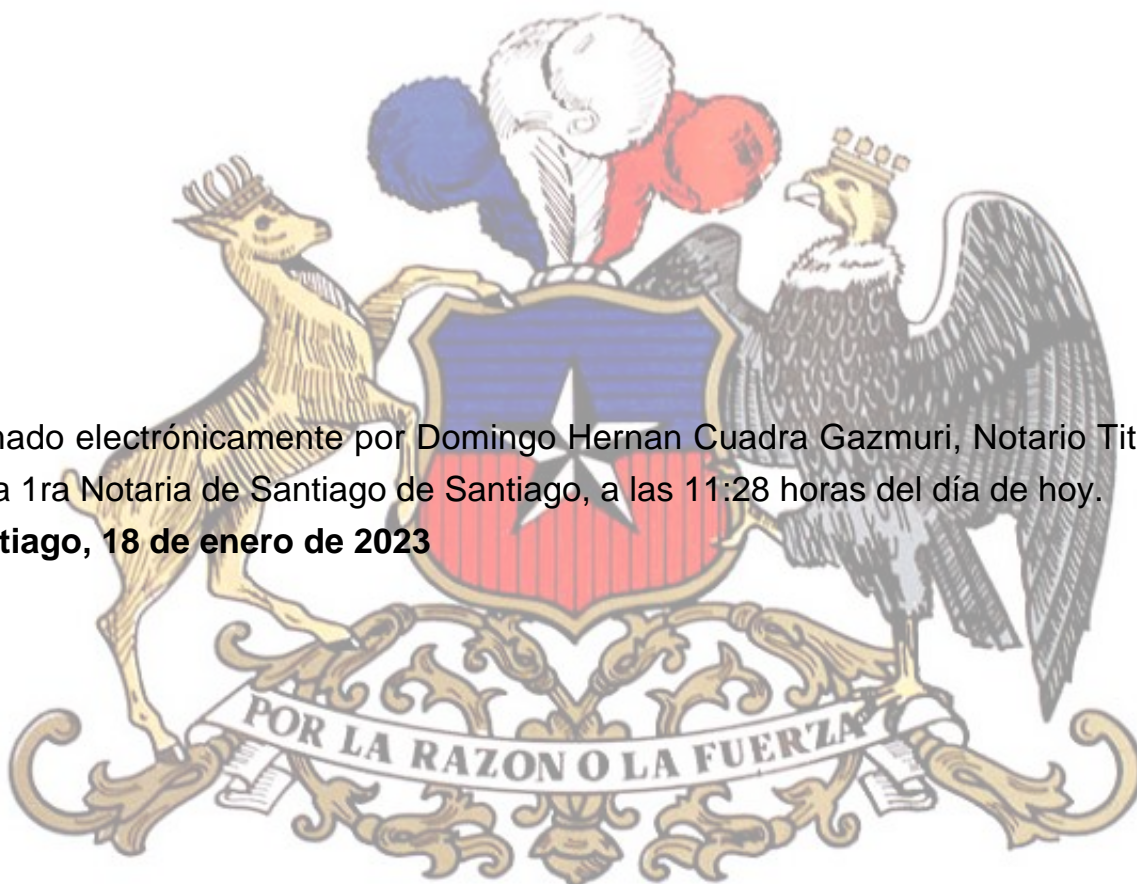 nado electrónicamente por Domingo Hernan Cuadra Gazmuri, Notario Tit
a 1ra Notaria de Santiago de Santiago, a las 11:28 horas del día de hoy.
tiago, 18 de enero de 2023
POR LA RAZON O LA FUERZA